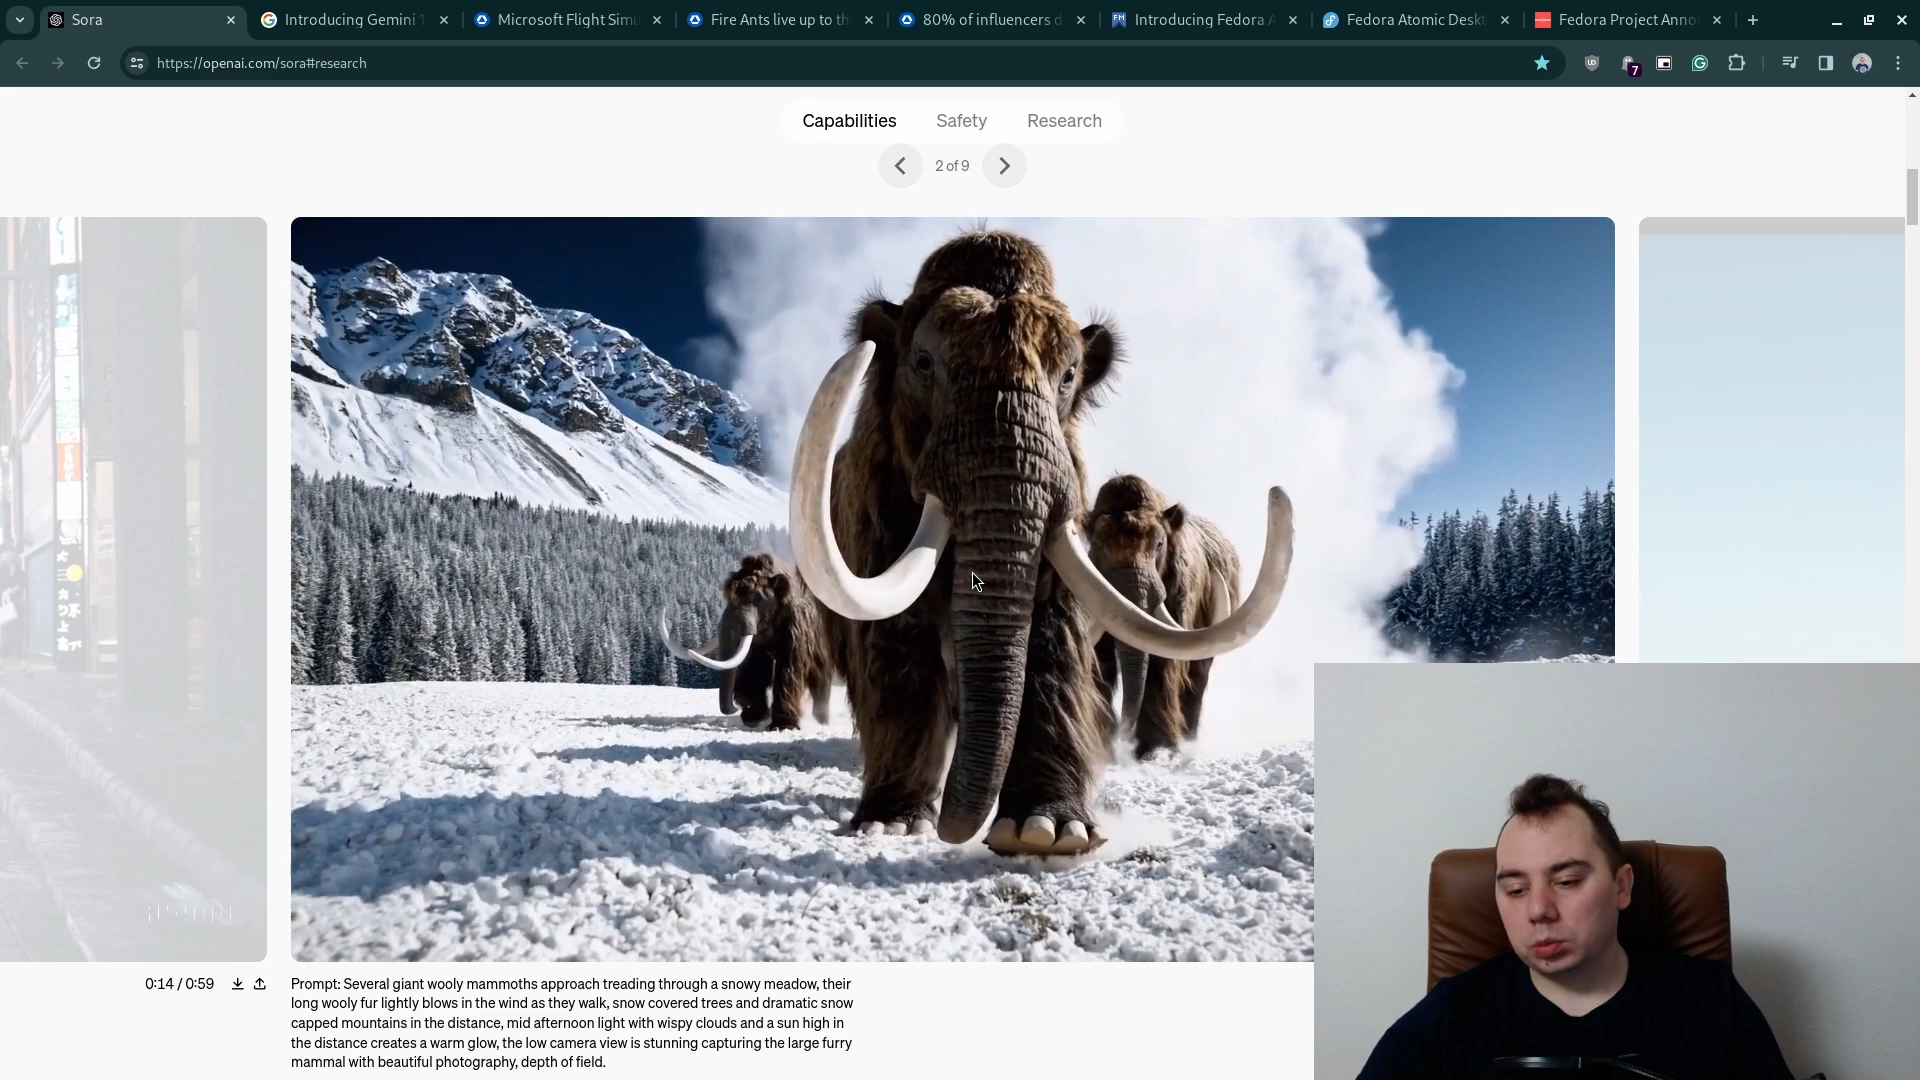 Sora
Introducing Gemini 1
Microsoft Flight Simu
Fire Ants live up to th
80% of influencers d
Introducing Fedora A
Fedora Atomic Deskt
Fedora Project Anno
https://openai.com/sora#research
7
Capabilities
Safety
Research
2 of 9
0:14 / 0:59
Prompt: Several giant wooly mammoths approach treading through a snowy meadow, their
long wooly fur lightly blows in the wind as they walk, snow covered trees and dramatic snow
capped mountains in the distance, mid afternoon light with wispy clouds and a sun high in
the distance creates a warm glow, the low camera view is stunning capturing the large furry
mammal with beautiful photography, depth of field.